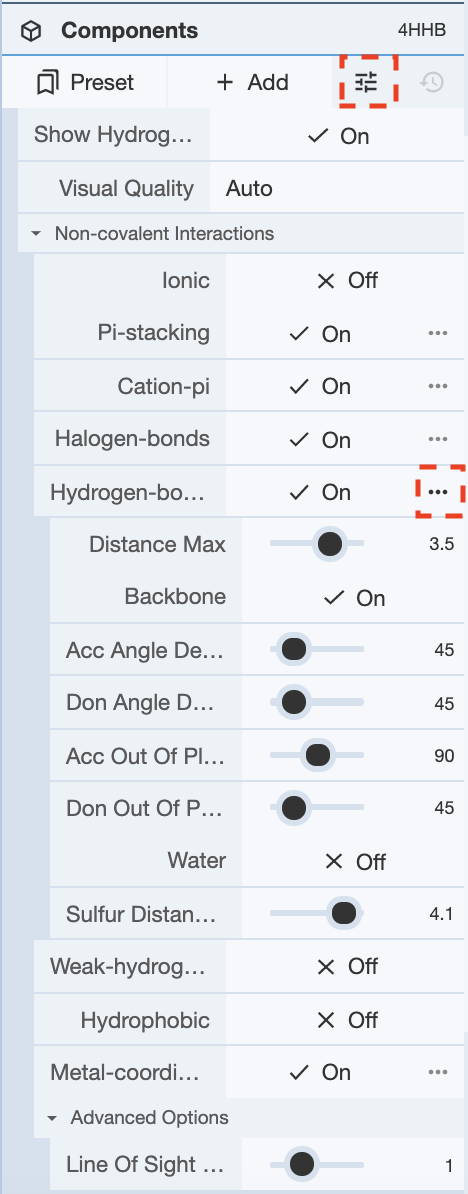 Components 4HHB
Preset Add
Show Hydrog... On
Visual Quality Auto
Non-covalent Interactions
Ionic Off
Pi-stacking On ...
Cation-pi On ...
Halogen-bonds On ...
Hydrogen-bo... On ...
Distance Max 3.5
Backbone On
Acc Angle De... 45
Don Angle D... 45
Acc Out Of Pl... 90
Don Out Of P... 45
Water Off
Sulfur Distan... 4.1
Weak-hydrog... Off
Hydrophobic Off
Metal-coordi... On ...
Advanced Options
Line Of Sight ... 1